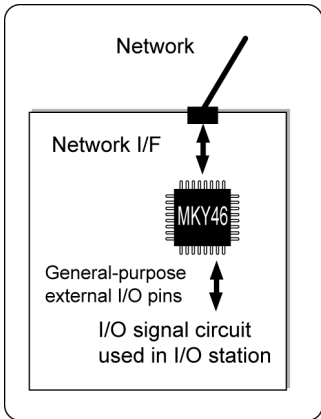 Network
Network I/F
MKY46
General-purpose
external I/O pins
I/O signal circuit
used in I/O station